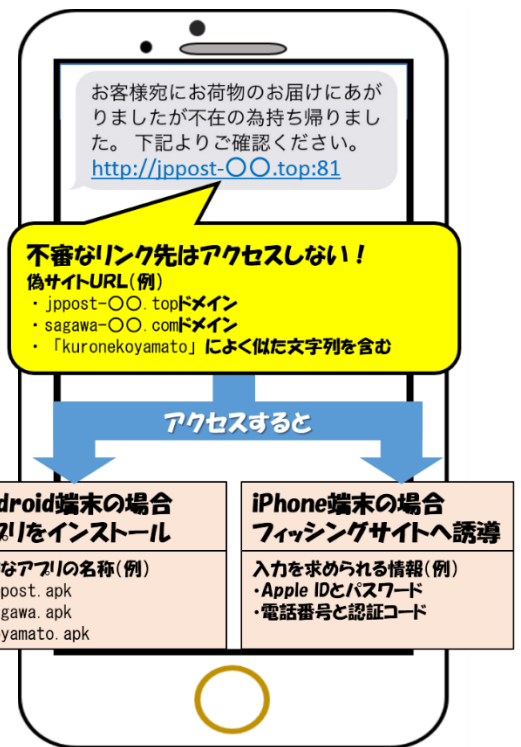 お客様宛にお荷物のお届けにあが
りましたが不在の為持ち帰りまし
た。下記よりご確認ください。
http://jppost-〇〇.top:81
不審なリンク先はアクセスしない！
偽サイトURL(例)
・jppost-〇〇.topドメイン
・sagawa-〇〇.comドメイン
・「kuronekoyamato」によく似た文字列を含む
アクセスすると
droid端末の場合
プリをインストール
なアプリの名称(例)
ppost.apk
gawa.apk
yamato.apk
iPhone端末の場合
フィッシングサイトへ誘導
入力を求められる情報(例)
・Apple IDとパスワード
・電話番号と認証コード